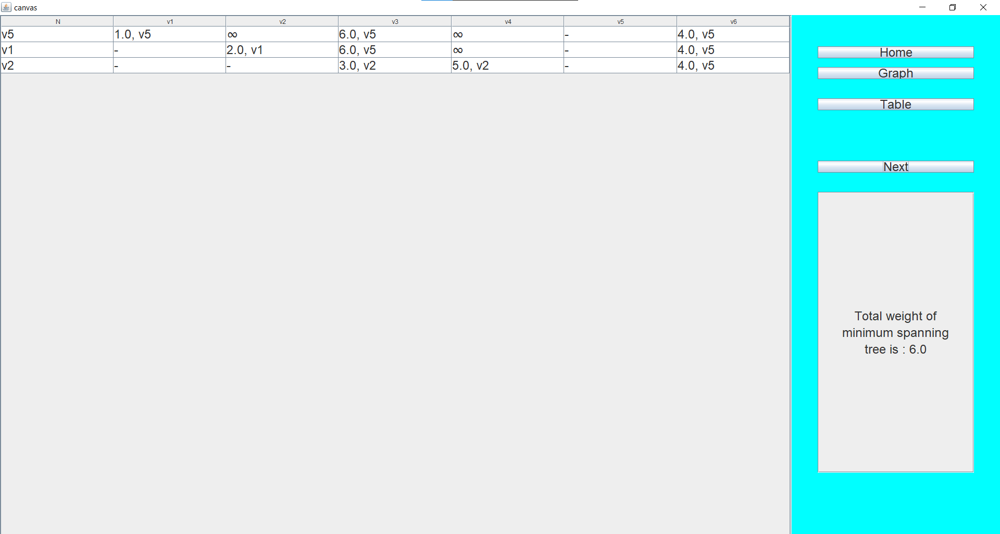 canvas
N v1 v2 v3 v4 v5 v6
v5 1.0, v5 ∞ 6.0, v5 ∞ - 4.0, v5
v1 - 2.0, v1 6.0, v5 ∞ - 4.0, v5
v2 - - 3.0, v2 5.0, v2 - 4.0, v5
Home
Graph
Table
Next
Total weight of
minimum spanning
tree is : 6.0